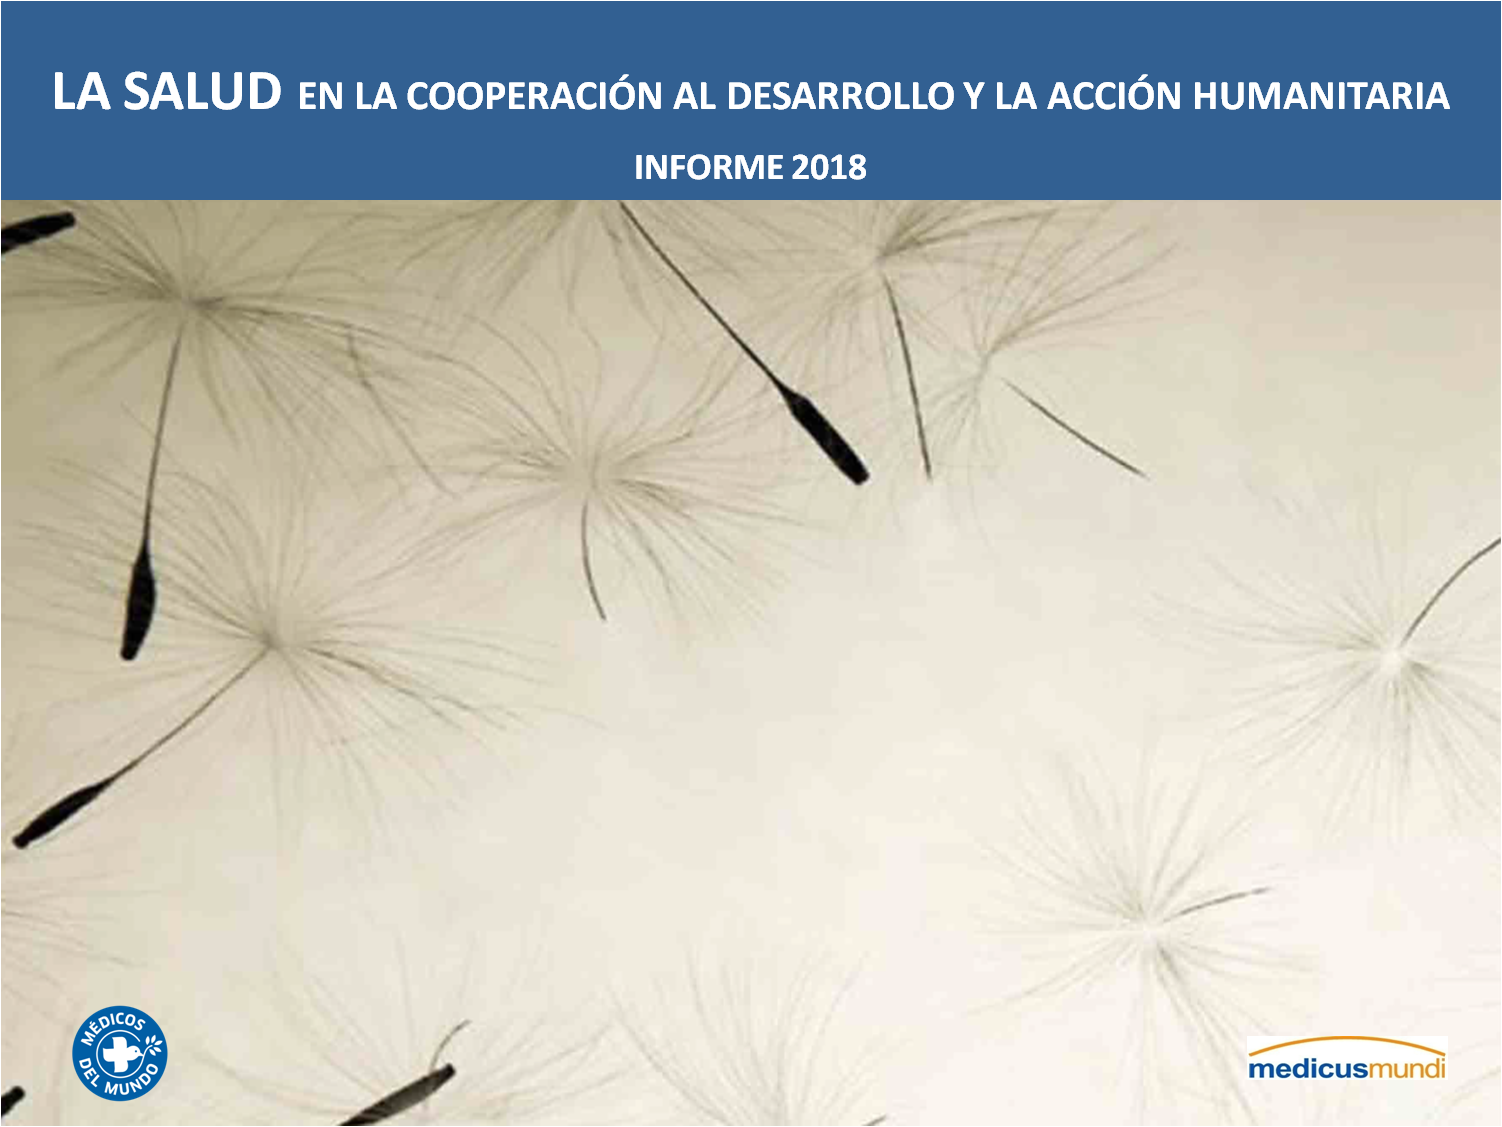 LA SALUD EN LA COOPERACIÓN AL DESARROLLO Y LA ACCIÓN HUMANITARIA
INFORME 2018
MÉDICOS
DEL MUNDO
medicusmundi